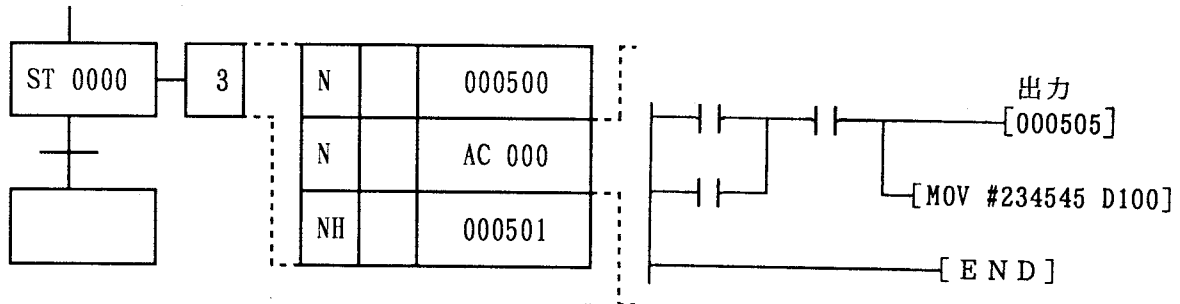 ST 0000
3
N 000500
N AC 000
NH 000501
出力
[000505]
[MOV #234545 D100]
[END]